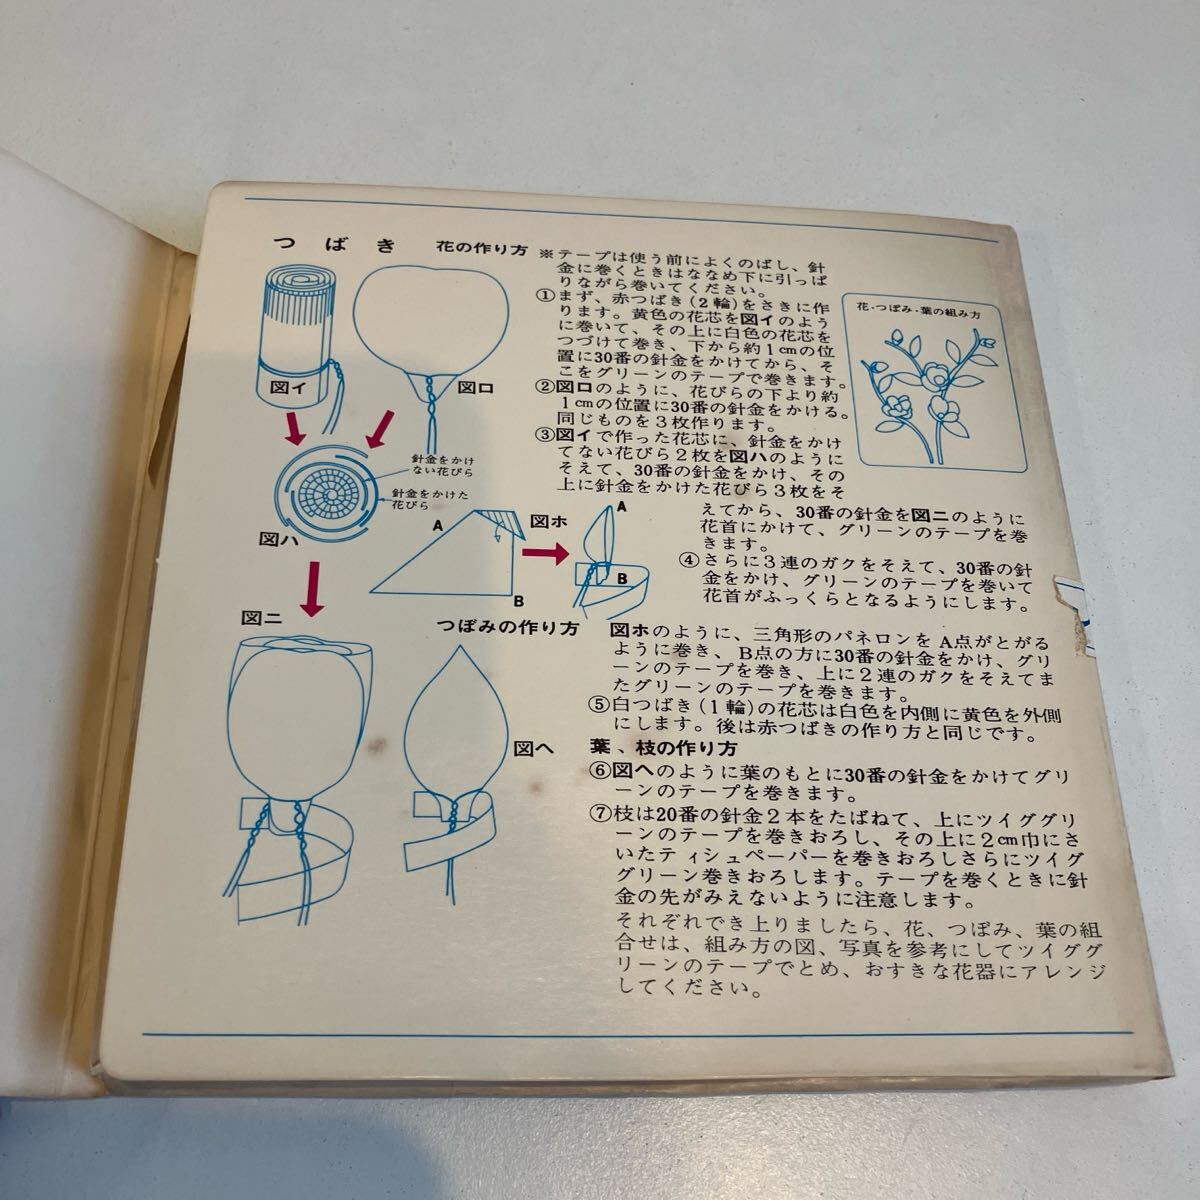 つばき 花の作り方
※テープは使う前によくのばし、針
金に巻くときはななめ下に引っぱ
りながら巻いてください。
①まず、赤つばき(2輪)をさきに作
ります。黄色の花芯を図イのよう
に巻いて、その上に白色の花芯を
つづけて巻き、下から約1cmの位
置に30番の針金をかけてから、そ
こをグリーンのテープで巻きます。
②図ロのように、花びらの下より約
1cmの位置に30番の針金をかける。
同じものを3枚作ります。
③図イで作った花芯に、針金をかけ
てない花びら2枚を図ハのように
そえて、30番の針金をかけ、その
上に針金をかけた花びら3枚をそ
えてから、30番の針金を図ニのように
花首にかけて、グリーンのテープを巻
きます。
④さらに3連のガクをそえて、30番の針
金をかけ、グリーンのテープを巻いて
花首がふっくらとなるようにします。
花・つぼみ・葉の組み方
図イ
図ロ
針金をかけ
ない花びら
針金をかけた
花びら
図ハ
A
図ホ
B
A
B
図ニ
つぼみの作り方
図ホのように、三角形のパネロンをA点がとがる
ように巻き、B点の方に30番の針金をかけ、グリ
ーンのテープを巻き、上に2連のガクをそえてま
たグリーンのテープを巻きます。
⑤白つばき(1輪)の花芯は白色を内側に黄色を外側
にします。後は赤つばきの作り方と同じです。
図ヘ
葉、枝の作り方
⑥図ヘのように葉のもとに30番の針金をかけてグリ
ーンのテープを巻きます。
⑦枝は20番の針金2本をたばねて、上にツイググリ
ーンのテープを巻きおろし、その上に2cm巾にさ
いたティシュペーパーを巻きおろしさらにツイグ
グリーン巻きおろします。テープを巻くときに針
金の先がみえないように注意します。
それぞれでき上りましたら、花、つぼみ、葉の組
合せは、組み方の図、写真を参考にしてツイググ
リーンのテープでとめ、おすきな花器にアレンジ
してください。